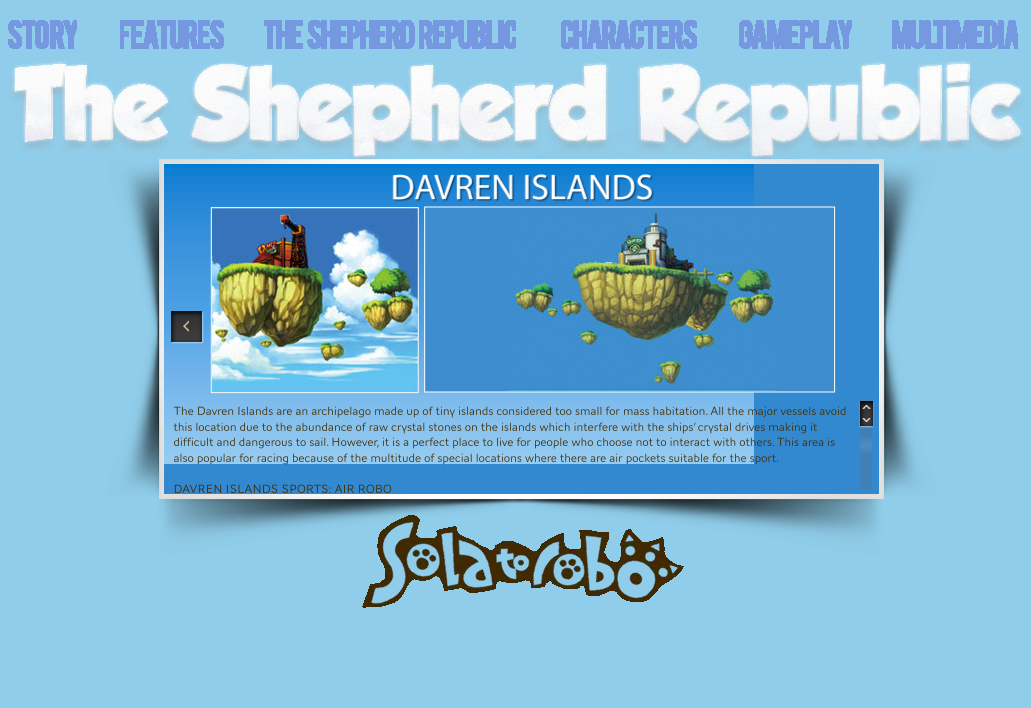 STORY FEATURES THE SHEPHERD REPUBLIC CHARACTERS GAMEPLAY MULTIMEDIA
The Shepherd Republic
DAVREN ISLANDS
The Davren Islands are an archipelago made up of tiny islands considered too small for mass habitation. All the major vessels avoid
this location due to the abundance of raw crystal stones on the islands which interfere with the ships' crystal drives making it
difficult and dangerous to sail. However, it is a perfect place to live for people who choose not to interact with others. This area is
also popular for racing because of the multitude of special locations where there are air pockets suitable for the sport.
DAVREN ISLANDS SPORTS: AIR ROBO
Solatorobo